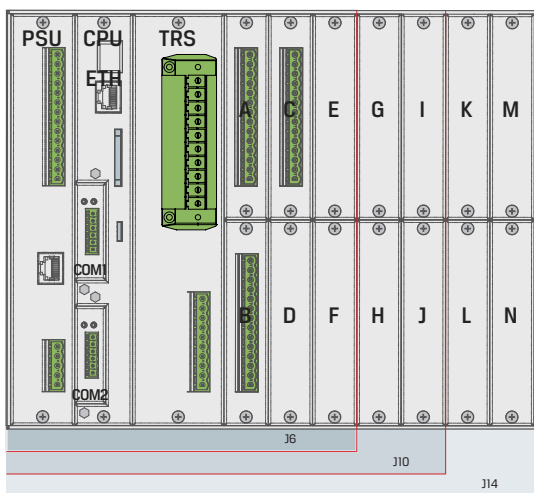 PSU CPU TRS
ETH
A C E G I K M
COM1
B D F H J L N
COM2
J6
J10
J14